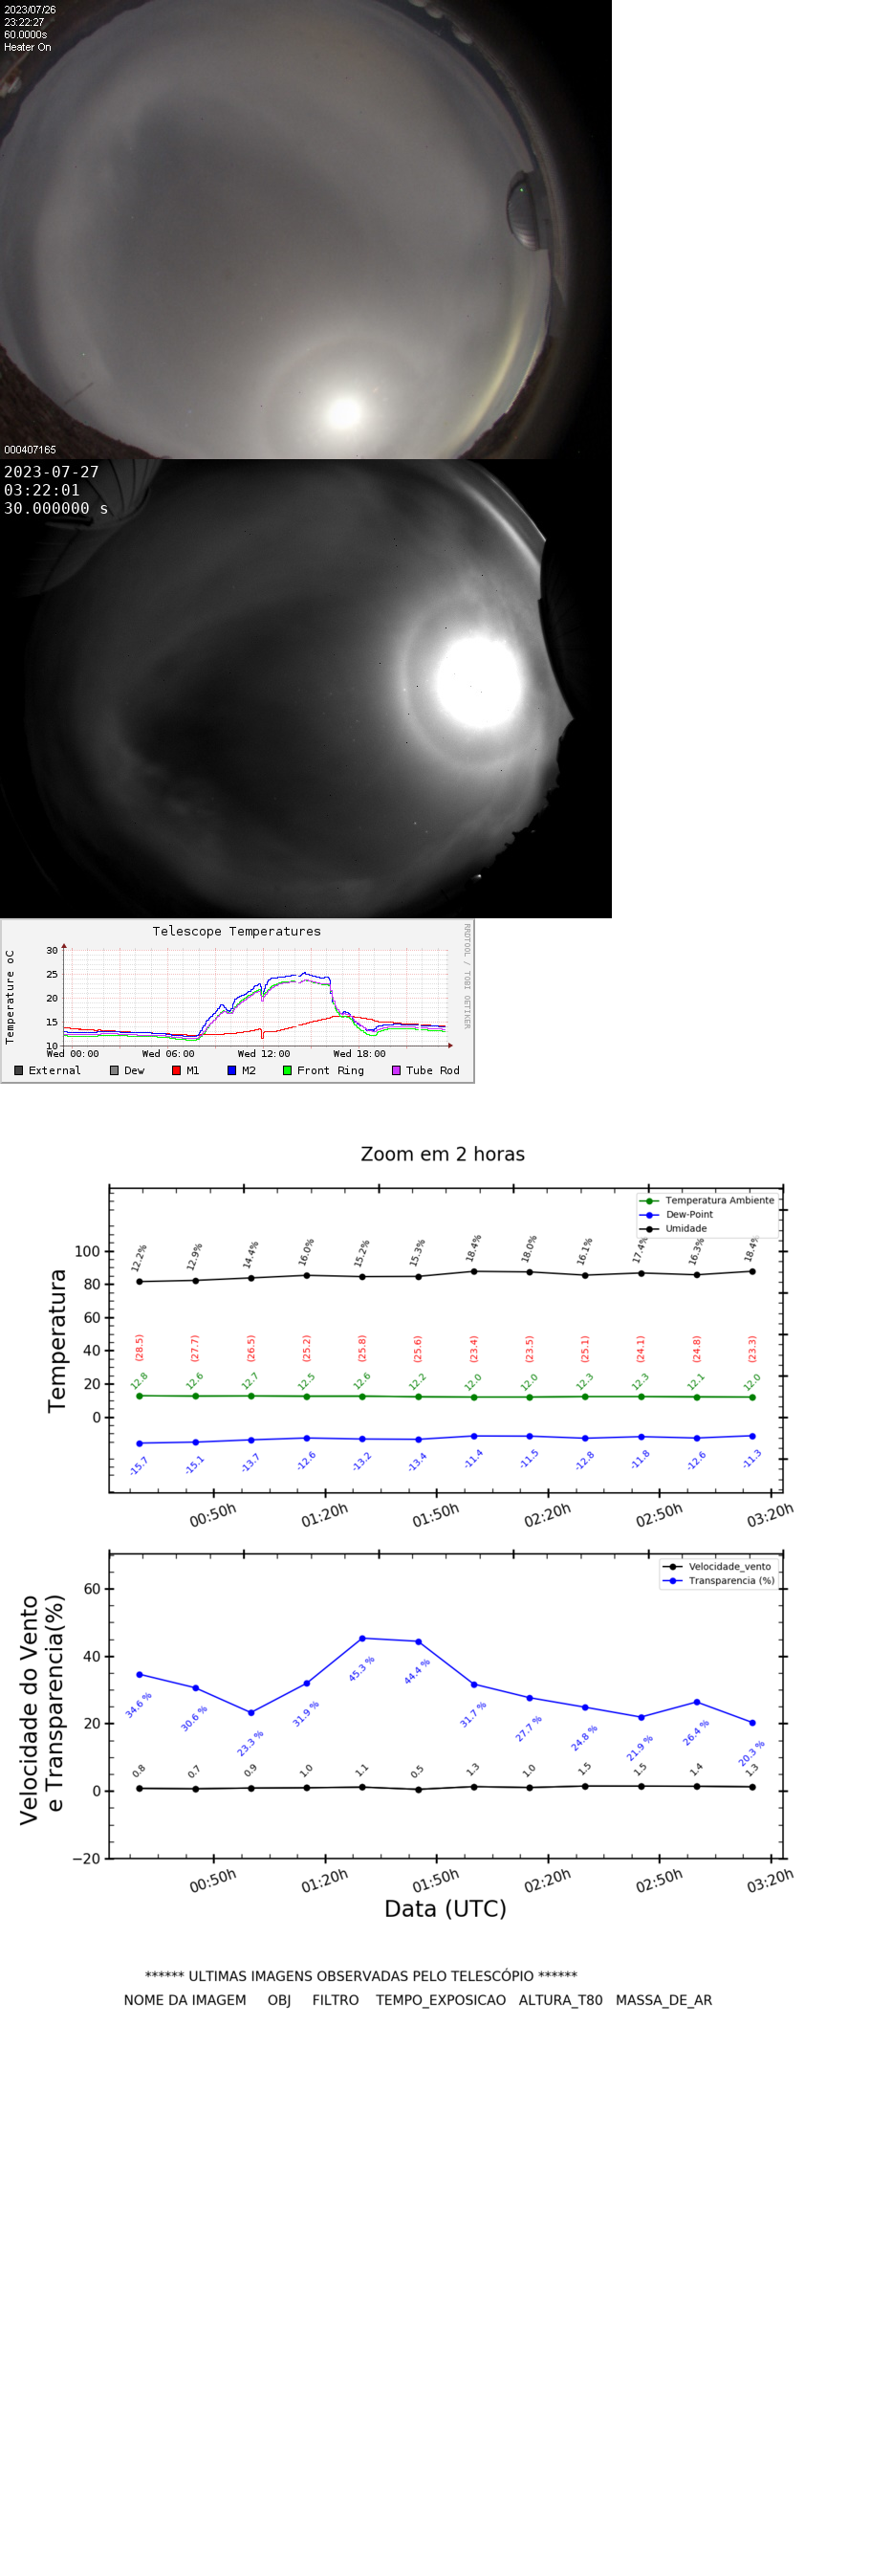 2023/07/26
23:22:27
60.0000s
Heater On
000407165
2023-07-27
03:22:01
30.000000 s
Telescope Temperatures
RRDTOOL / TOBI OETIKER
Temperature oC
30
25
20
15
10
Wed 00:00 Wed 06:00 Wed 12:00 Wed 18:00
External Dew M1 M2 Front Ring Tube Rod
Zoom em 2 horas
Temperatura Ambiente
Dew-Point
Umidade
Temperatura
100
80
60
40
20
0
12.2% 12.9% 14.4% 16.0% 15.2% 15.3% 18.4% 18.0% 16.1% 17.4% 16.3% 18.4%
(28.5) (27.7) (26.5) (25.2) (25.8) (25.6) (23.4) (23.5) (25.1) (24.1) (24.8) (23.3)
12.8 12.6 12.7 12.5 12.6 12.2 12.0 12.0 12.3 12.3 12.1 12.0
-15.7 -15.1 -13.7 -12.6 -13.2 -13.4 -11.4 -11.5 -12.8 -11.8 -12.6 -11.3
00:50h 01:20h 01:50h 02:20h 02:50h 03:20h
Velocidade_vento
Transparencia (%)
Velocidade do Vento
e Transparencia(%)
60
40
20
0
−20
34.6 % 30.6 % 23.3 % 31.9 % 45.3 % 44.4 % 31.7 % 27.7 % 24.8 % 21.9 % 26.4 % 20.3 %
0.8 0.7 0.9 1.0 1.1 0.5 1.3 1.0 1.5 1.5 1.4 1.3
00:50h 01:20h 01:50h 02:20h 02:50h 03:20h
Data (UTC)
****** ULTIMAS IMAGENS OBSERVADAS PELO TELESCÓPIO ******
NOME DA IMAGEM OBJ FILTRO TEMPO_EXPOSICAO ALTURA_T80 MASSA_DE_AR